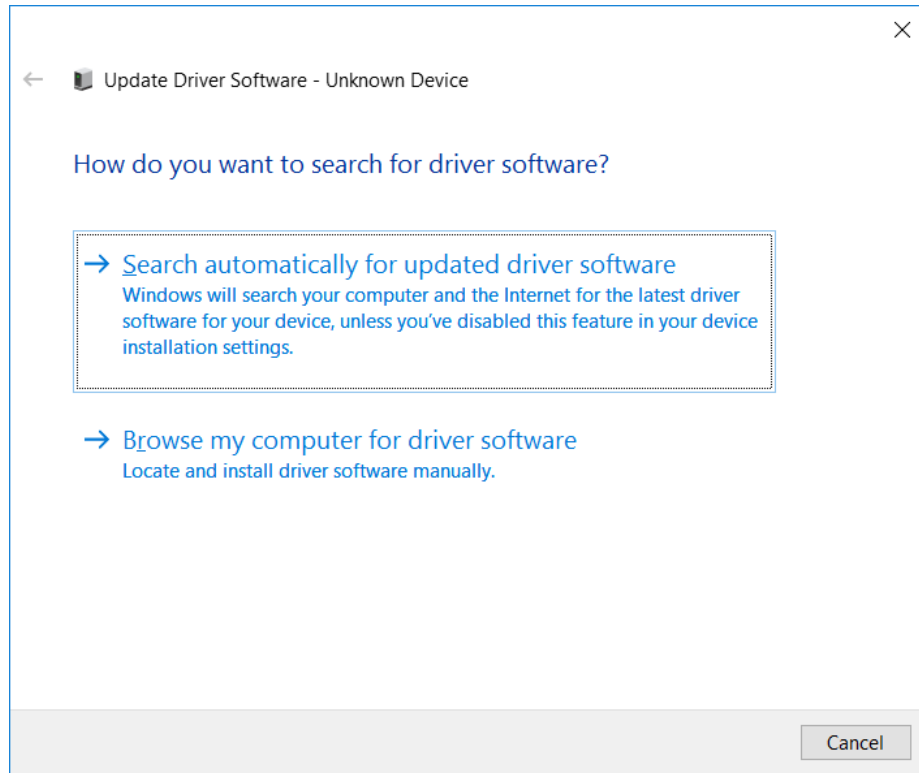 Update Driver Software - Unknown Device
How do you want to search for driver software?
Search automatically for updated driver software
Windows will search your computer and the Internet for the latest driver
software for your device, unless you've disabled this feature in your device
installation settings.
Browse my computer for driver software
Locate and install driver software manually.
Cancel